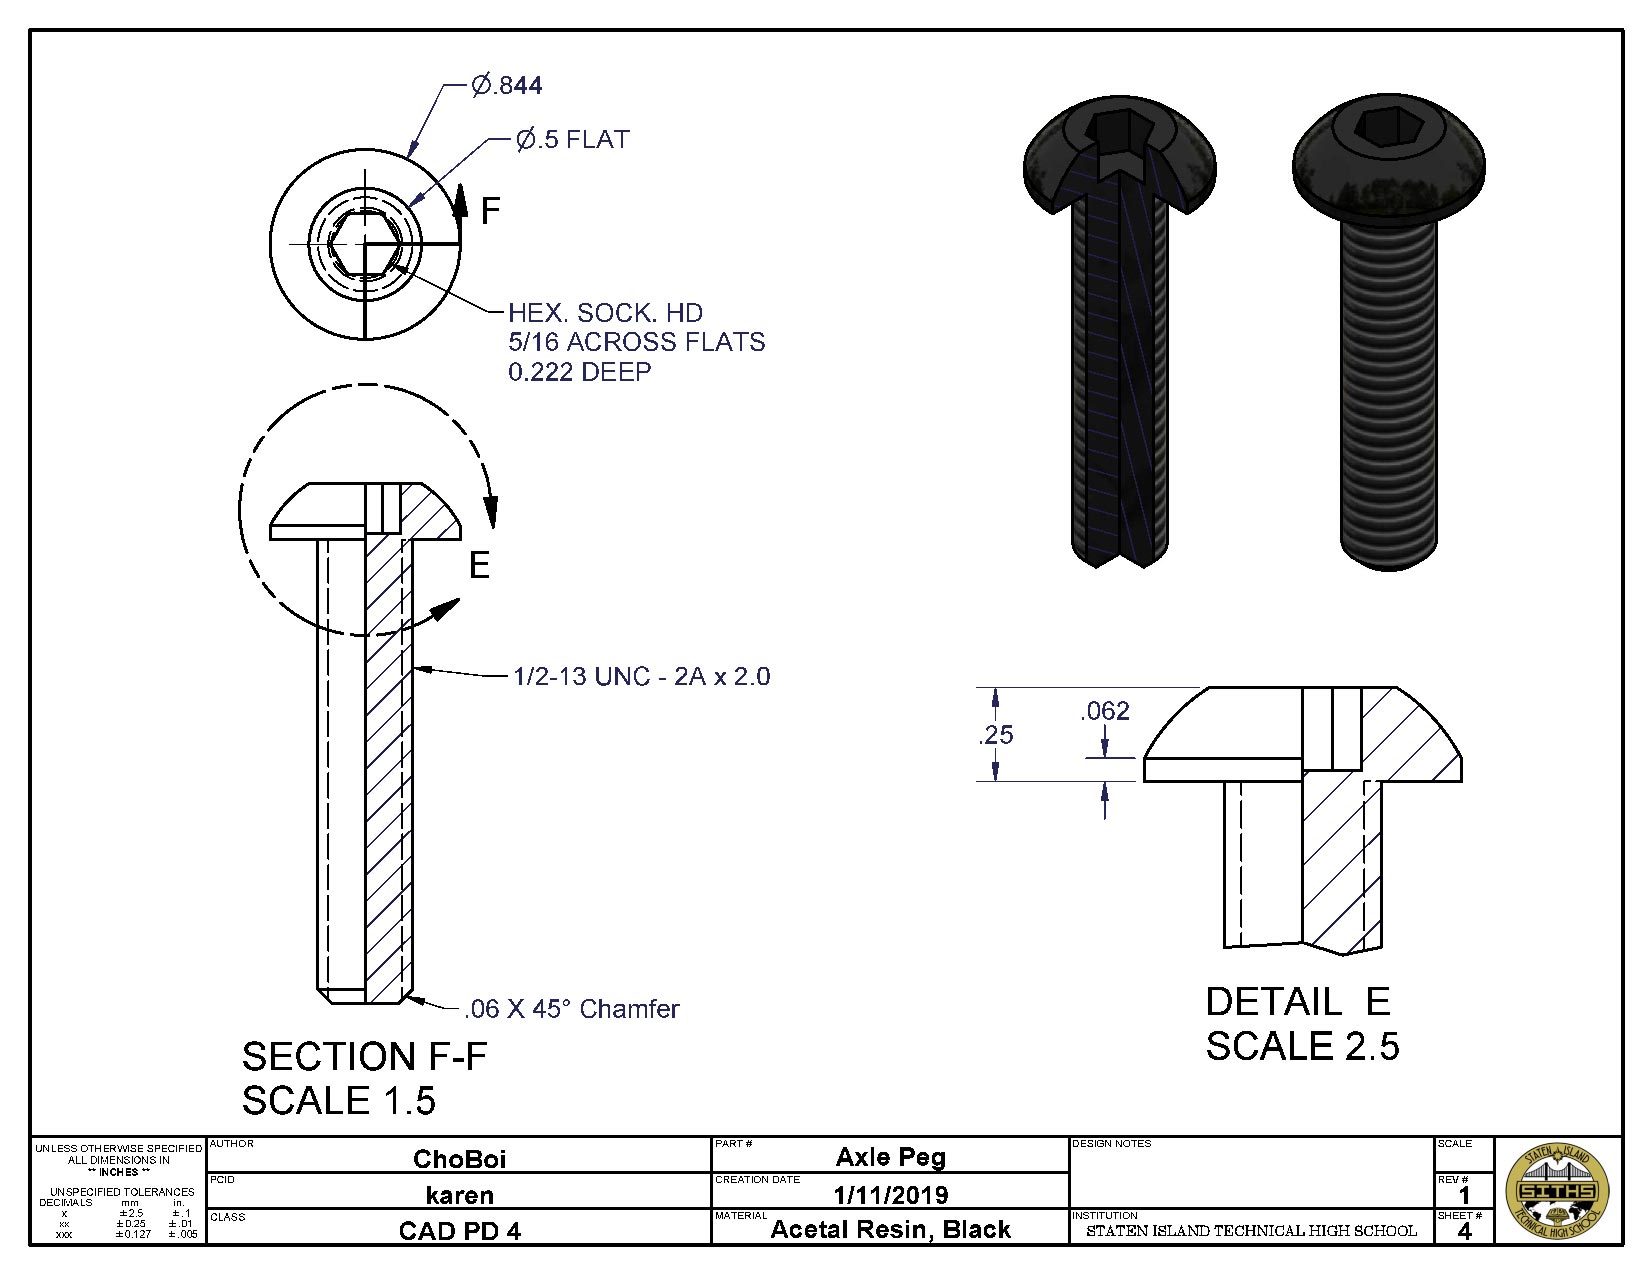 Ø.844
Ø.5 FLAT
F
HEX. SOCK. HD
5/16 ACROSS FLATS
0.222 DEEP
E
1/2-13 UNC - 2A x 2.0
.06 X 45° Chamfer
SECTION F-F
SCALE 1.5
.062
.25
DETAIL E
SCALE 2.5
UNLESS OTHERWISE SPECIFIED
ALL DIMENSIONS IN
** INCHES **
UNSPECIFIED TOLERANCES
DECIMALS mm in.
x ±2.5 ±.1
xx ±0.25 ±.01
xxx ±0.127 ±.005
AUTHOR
ChoBoi
PCID
karen
CLASS
CAD PD 4
PART #
Axle Peg
CREATION DATE
1/11/2019
MATERIAL
Acetal Resin, Black
DESIGN NOTES
INSTITUTION
STATEN ISLAND TECHNICAL HIGH SCHOOL
SCALE
REV #
1
SHEET #
4
STATEN ISLAND
SITHS
TECHNICAL HIGH SCHOOL